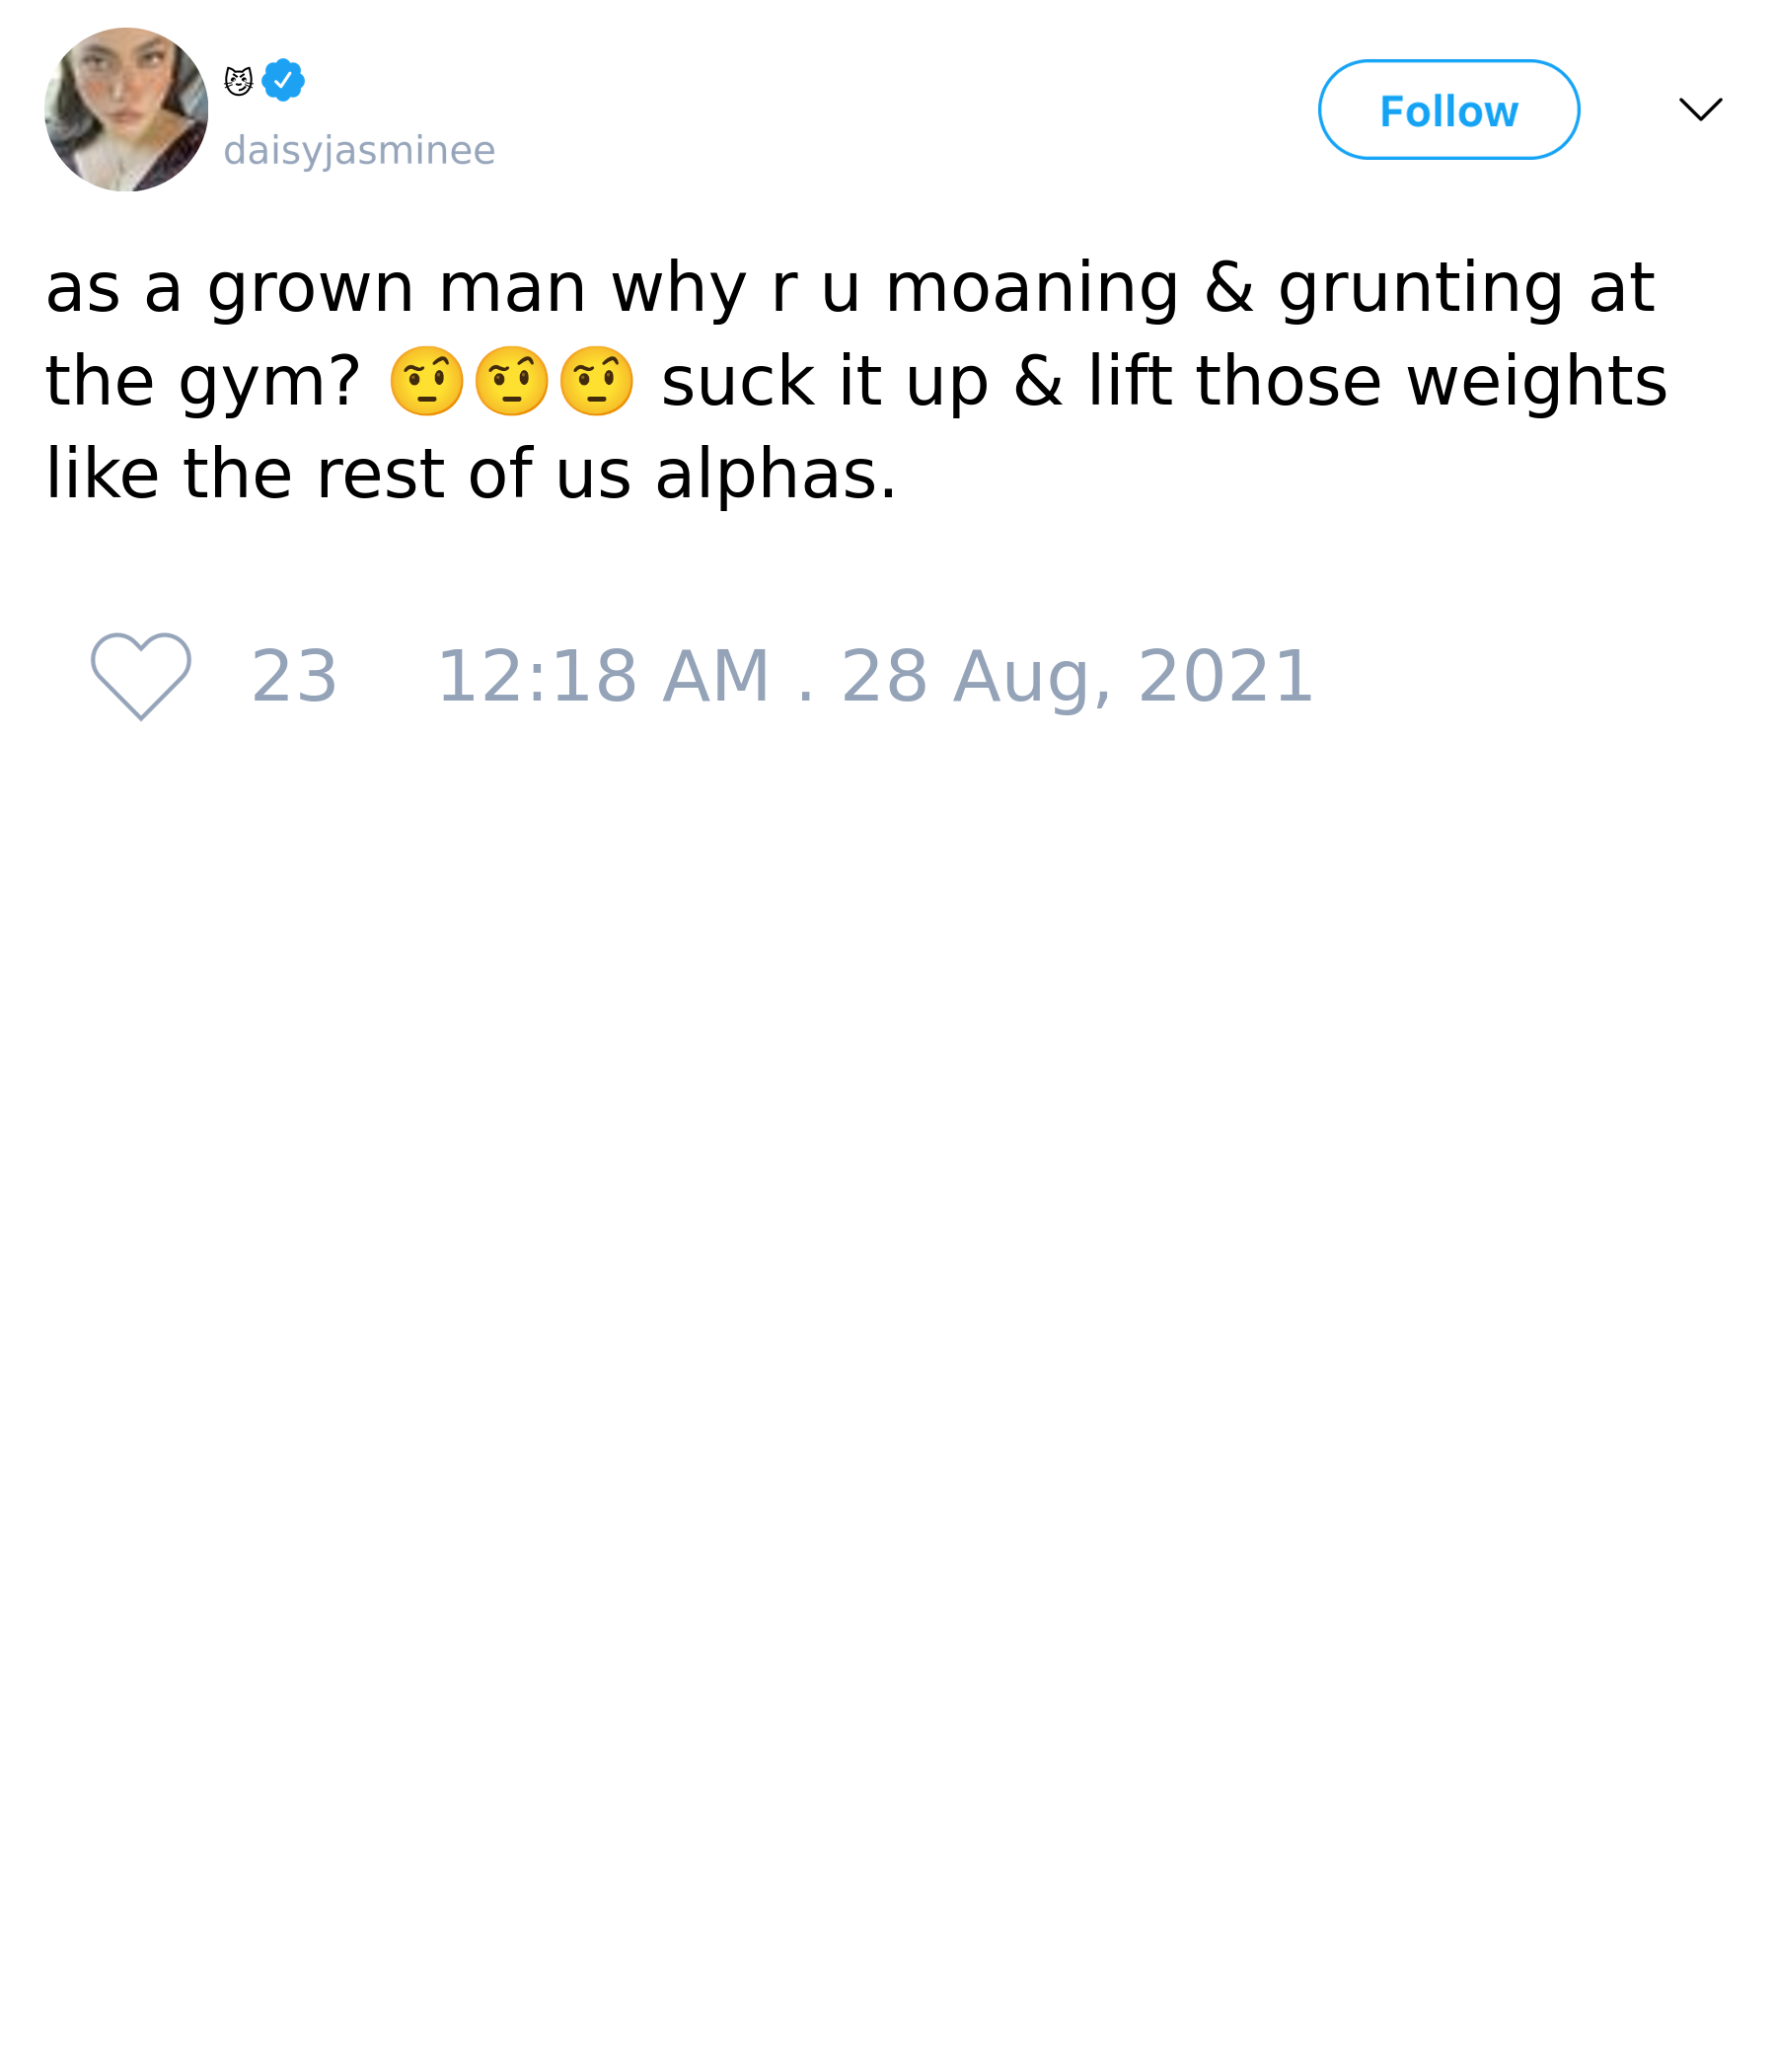 😼
daisyjasminee
Follow
as a grown man why r u moaning & grunting at
the gym? 🤨🤨🤨 suck it up & lift those weights
like the rest of us alphas.
23 12:18 AM . 28 Aug, 2021